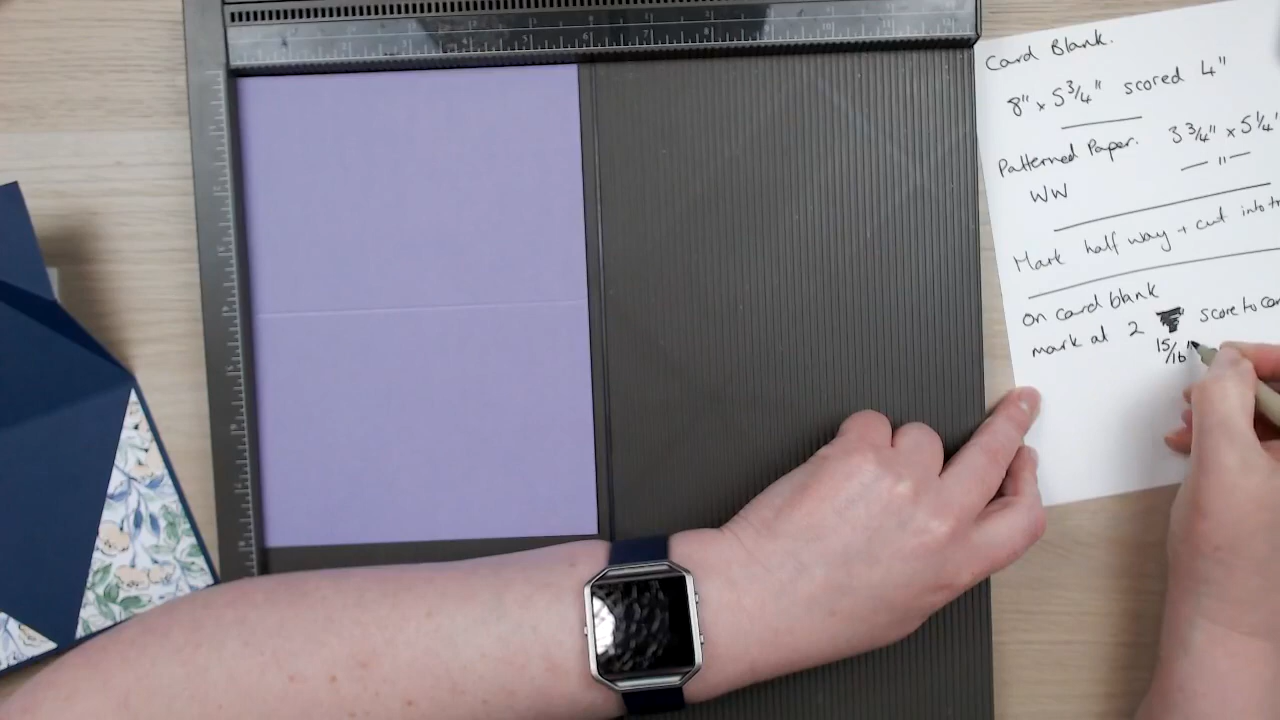 Card Blank.
8" x 5 3/4" scored 4"
Patterned Paper. 3 3/4" x 5 1/4"
WW — " —
Mark half way + cut into
on card blank
mark at 2 score to
15/16"